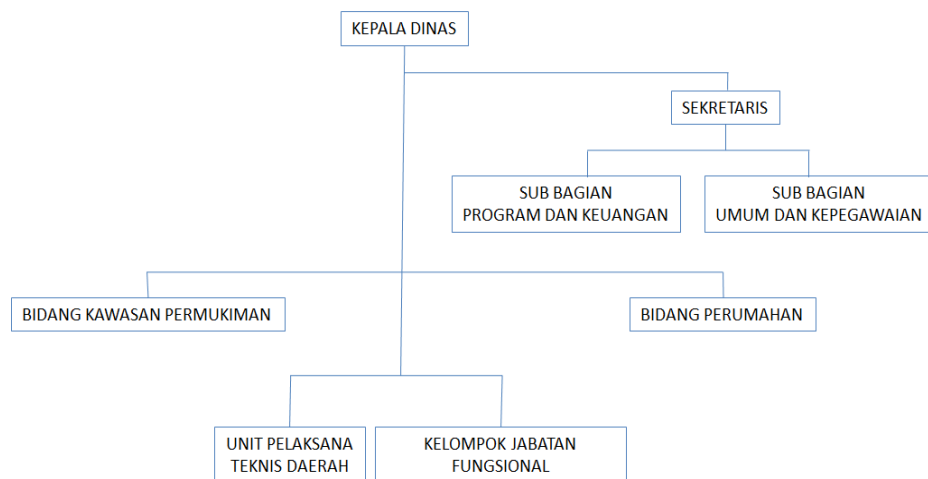 KEPALA DINAS
SEKRETARIS
SUB BAGIAN
PROGRAM DAN KEUANGAN
SUB BAGIAN
UMUM DAN KEPEGAWAIAN
BIDANG KAWASAN PERMUKIMAN
BIDANG PERUMAHAN
UNIT PELAKSANA
TEKNIS DAERAH
KELOMPOK JABATAN
FUNGSIONAL